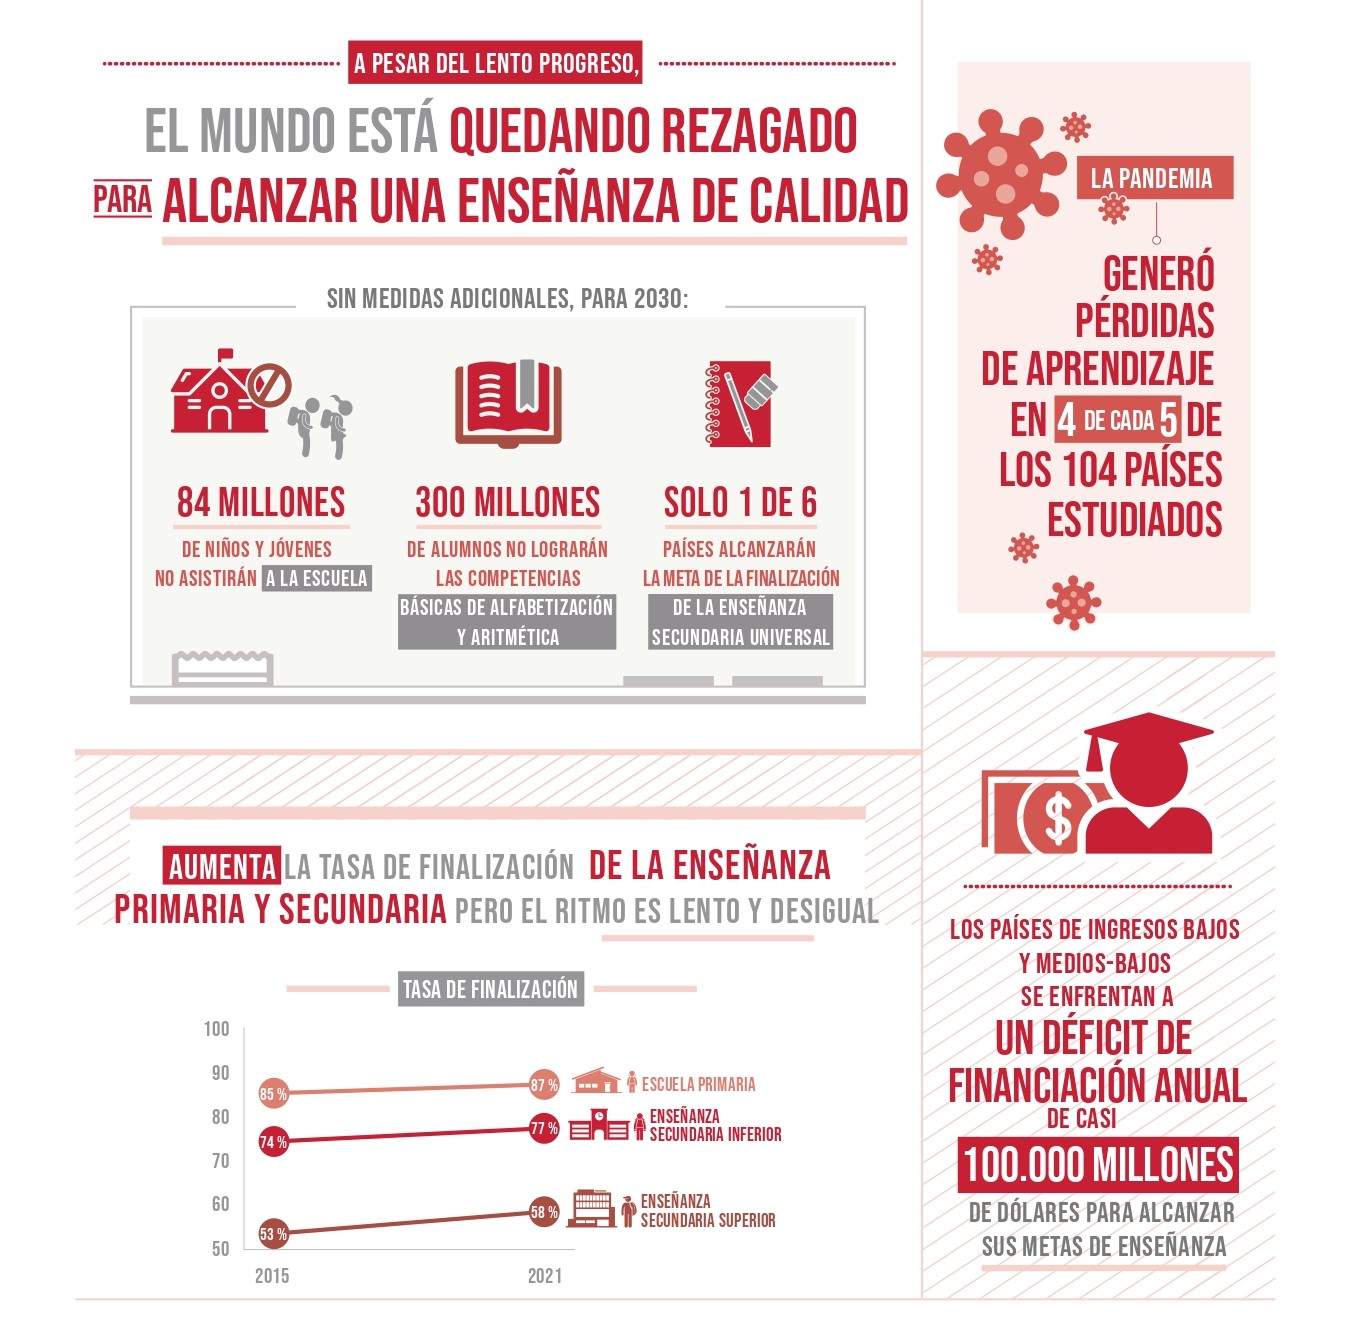 A PESAR DEL LENTO PROGRESO,
EL MUNDO ESTÁ QUEDANDO REZAGADO
PARA ALCANZAR UNA ENSEÑANZA DE CALIDAD
SIN MEDIDAS ADICIONALES, PARA 2030:
84 MILLONES
DE NIÑOS Y JÓVENES
NO ASISTIRÁN A LA ESCUELA
300 MILLONES
DE ALUMNOS NO LOGRARÁN
LAS COMPETENCIAS
BÁSICAS DE ALFABETIZACIÓN
Y ARITMÉTICA
SOLO 1 DE 6
PAÍSES ALCANZARÁN
LA META DE LA FINALIZACIÓN
DE LA ENSEÑANZA
SECUNDARIA UNIVERSAL
LA PANDEMIA
GENERÓ
PÉRDIDAS
DE APRENDIZAJE
EN 4 DE CADA 5 DE
LOS 104 PAÍSES
ESTUDIADOS
AUMENTA LA TASA DE FINALIZACIÓN DE LA ENSEÑANZA
PRIMARIA Y SECUNDARIA PERO EL RITMO ES LENTO Y DESIGUAL
TASA DE FINALIZACIÓN
100
90
80
70
60
50
85 %
87 %
ESCUELA PRIMARIA
74 %
77 %
ENSEÑANZA
SECUNDARIA INFERIOR
53 %
58 %
ENSEÑANZA
SECUNDARIA SUPERIOR
2015
2021
$
LOS PAÍSES DE INGRESOS BAJOS
Y MEDIOS-BAJOS
SE ENFRENTAN A
UN DÉFICIT DE
FINANCIACIÓN ANUAL
DE CASI
100.000 MILLONES
DE DÓLARES PARA ALCANZAR
SUS METAS DE ENSEÑANZA